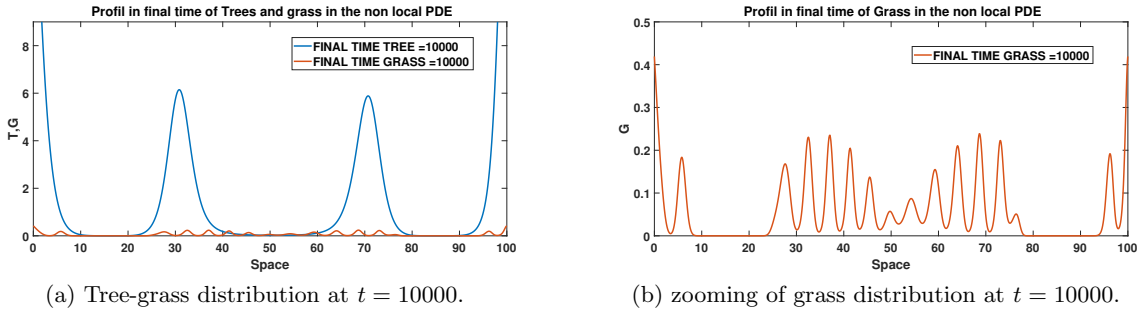 Profil in final time of Trees and grass in the non local PDE
FINAL TIME TREE =10000
FINAL TIME GRASS =10000
T,G
8
6
4
2
0
0 10 20 30 40 50 60 70 80 90 100
Space
(a) Tree-grass distribution at t = 10000.
Profil in final time of Grass in the non local PDE
FINAL TIME GRASS =10000
G
0.5
0.4
0.3
0.2
0.1
0
0 10 20 30 40 50 60 70 80 90 100
Space
(b) zooming of grass distribution at t = 10000.